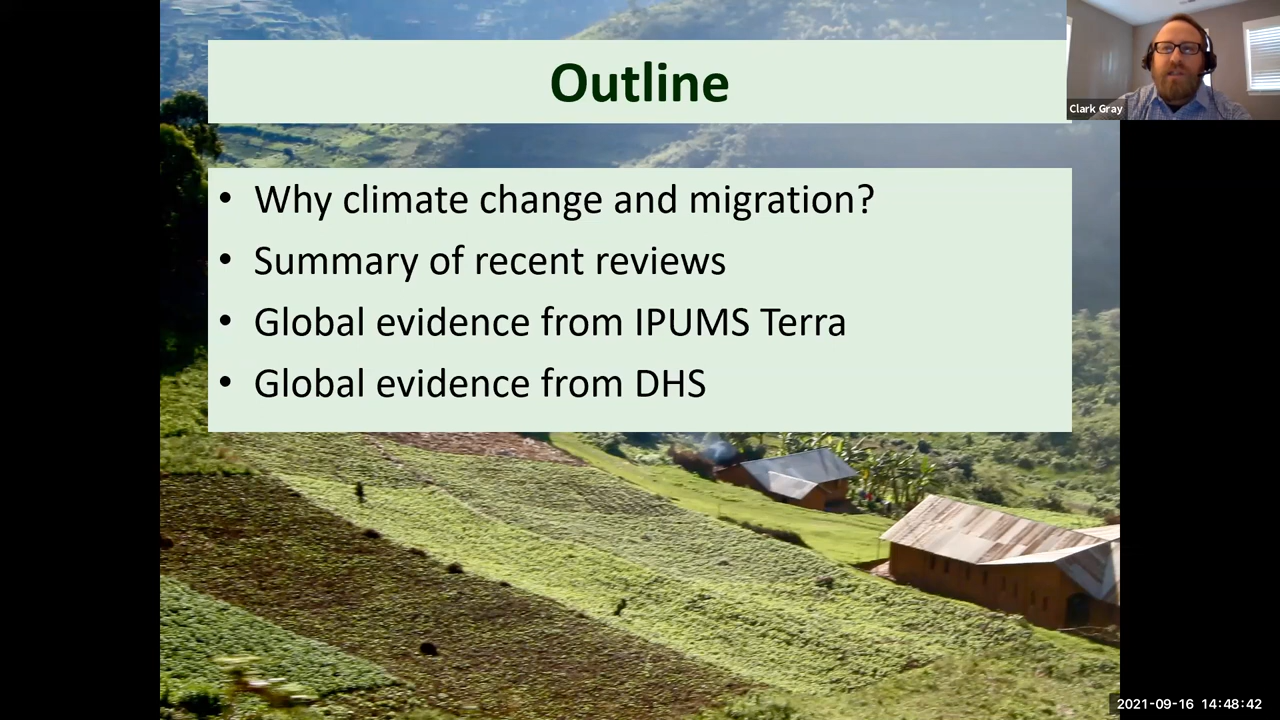 Outline
Clark Gray
• Why climate change and migration?
• Summary of recent reviews
• Global evidence from IPUMS Terra
• Global evidence from DHS
2021-09-16 14:48:42